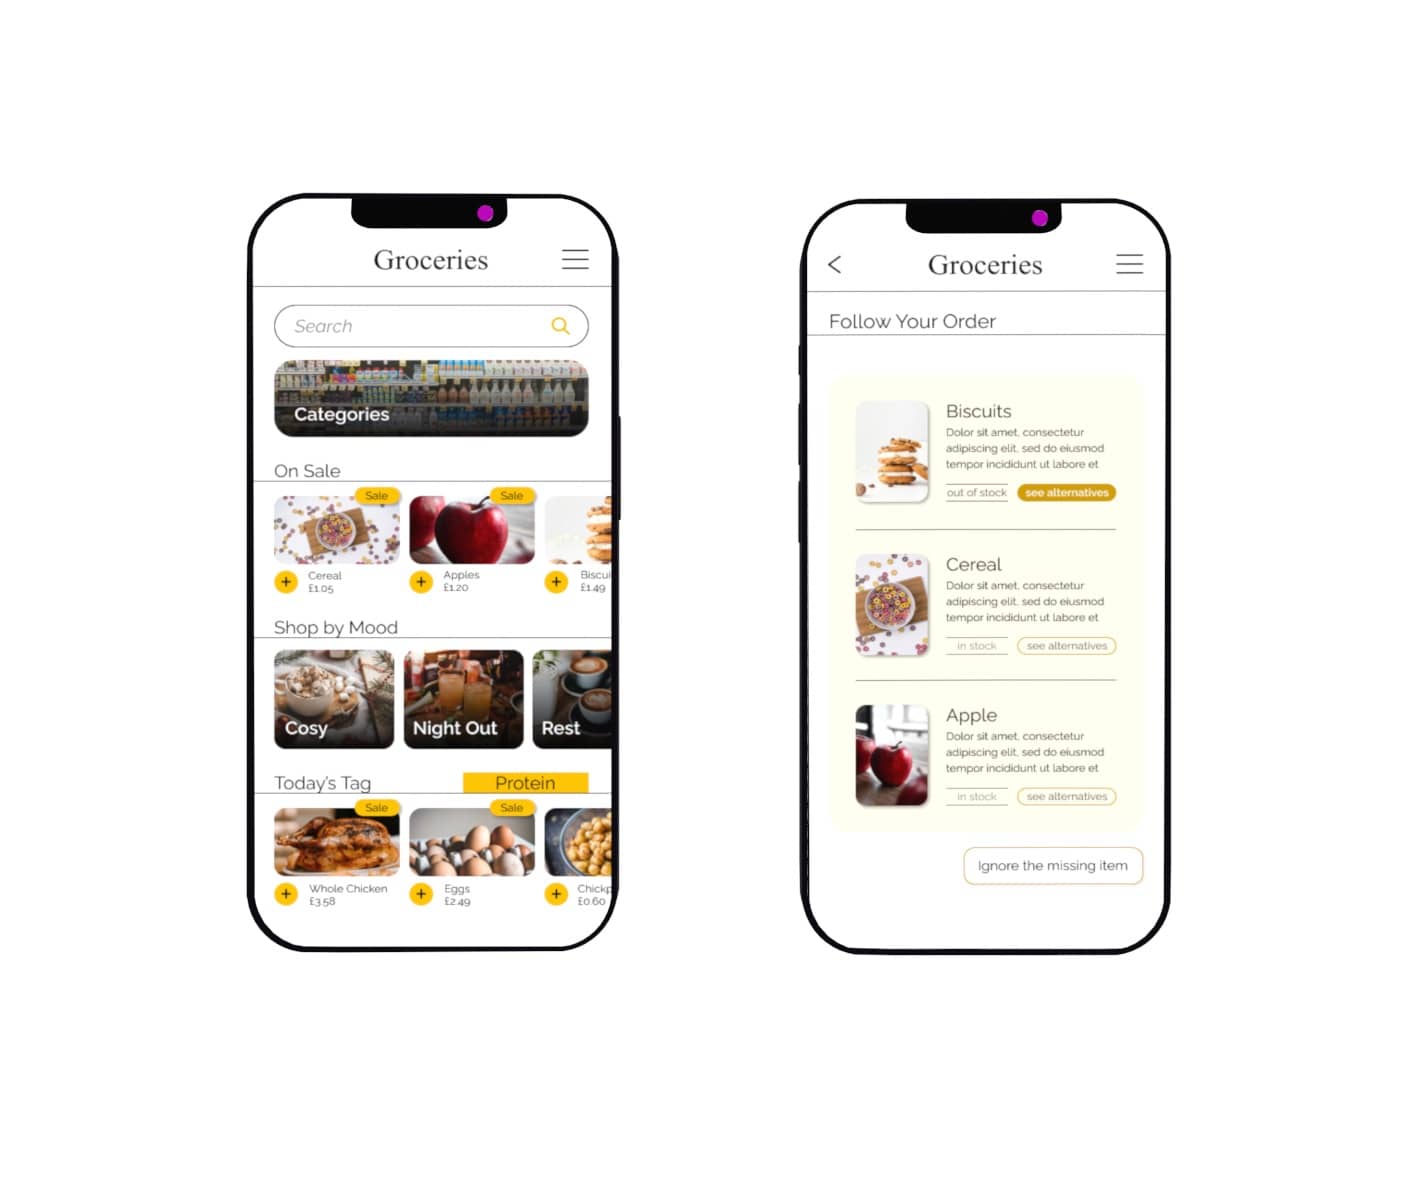 Groceries
Search
Categories
On Sale
Sale
Sale
Cereal
£1.05
Apples
£1.20
Biscui
£1.49
Shop by Mood
Cosy
Night Out
Rest
Today's Tag
Protein
Sale
Sale
Whole Chicken
£3.58
Eggs
£2.49
Chickp
£0.60
Groceries
Follow Your Order
Biscuits
Dolor sit amet, consectetur
adipiscing elit, sed do eiusmod
tempor incididunt ut labore et
out of stock
see alternatives
Cereal
Dolor sit amet, consectetur
adipiscing elit, sed do eiusmod
tempor incididunt ut labore et
in stock
see alternatives
Apple
Dolor sit amet, consectetur
adipiscing elit, sed do eiusmod
tempor incididunt ut labore et
in stock
see alternatives
Ignore the missing item